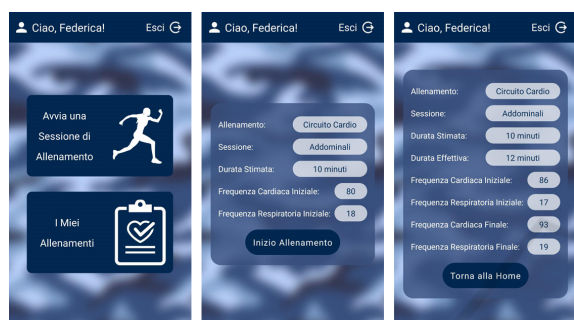 Ciao, Federica! Esci
Avvia una
Sessione di
Allenamento
I Miei
Allenamenti
Ciao, Federica! Esci
Allenamento: Circuito Cardio
Sessione: Addominali
Durata Stimata: 10 minuti
Frequenza Cardiaca Iniziale: 80
Frequenza Respiratoria Iniziale: 18
Inizio Allenamento
Ciao, Federica! Esci
Allenamento: Circuito Cardio
Sessione: Addominali
Durata Stimata: 10 minuti
Durata Effettiva: 12 minuti
Frequenza Cardiaca Iniziale: 86
Frequenza Respiratoria Iniziale: 17
Frequenza Cardiaca Finale: 93
Frequenza Respiratoria Finale: 19
Torna alla Home